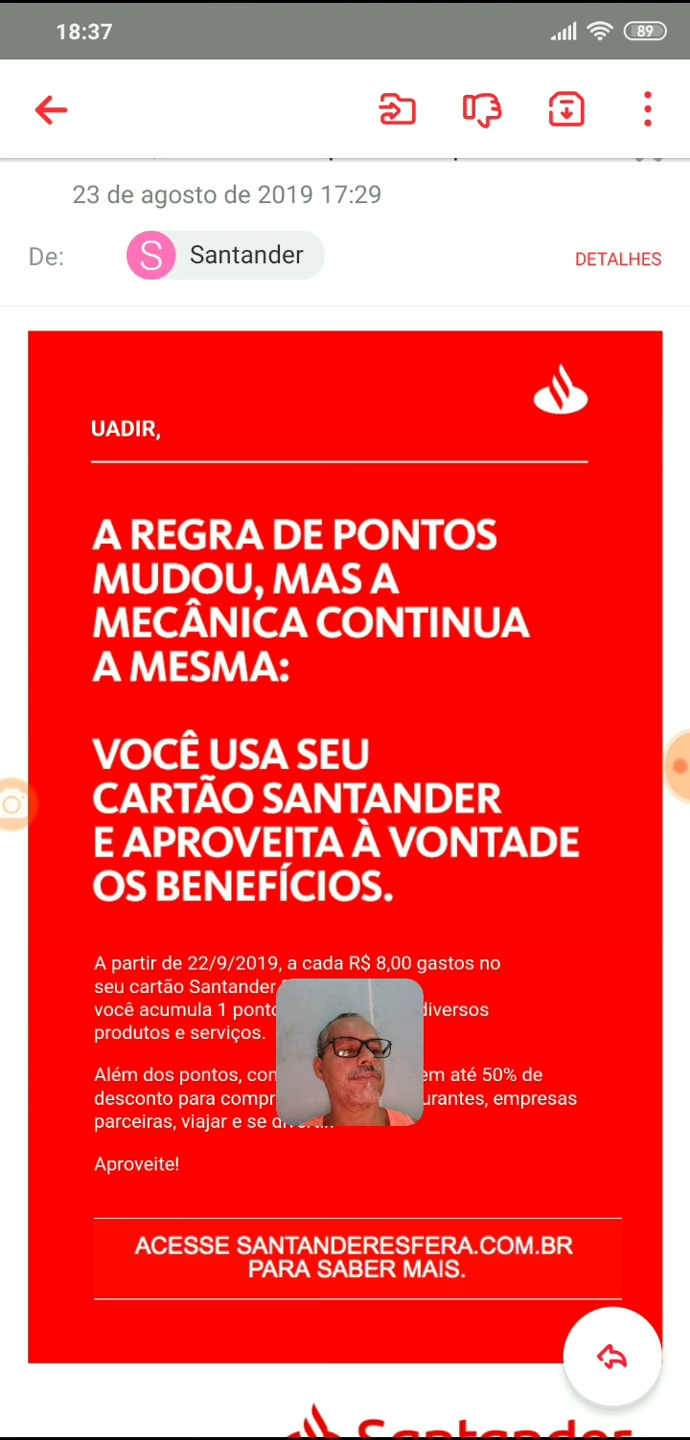 18:37
89
23 de agosto de 2019 17:29
De:
S
Santander
DETALHES
UADIR,
A REGRA DE PONTOS
MUDOU, MAS A
MECÂNICA CONTINUA
A MESMA:
VOCÊ USA SEU
CARTÃO SANTANDER
E APROVEITA À VONTADE
OS BENEFÍCIOS.
A partir de 22/9/2019, a cada R$ 8,00 gastos no
seu cartão Santander
você acumula 1 diversos
produtos e serviços.
Além dos pontos, até 50% de
desconto para empresas
parceiras, viajar e se
Aproveite!
ACESSE SANTANDERESFERA.COM.BR
PARA SABER MAIS.
Santander